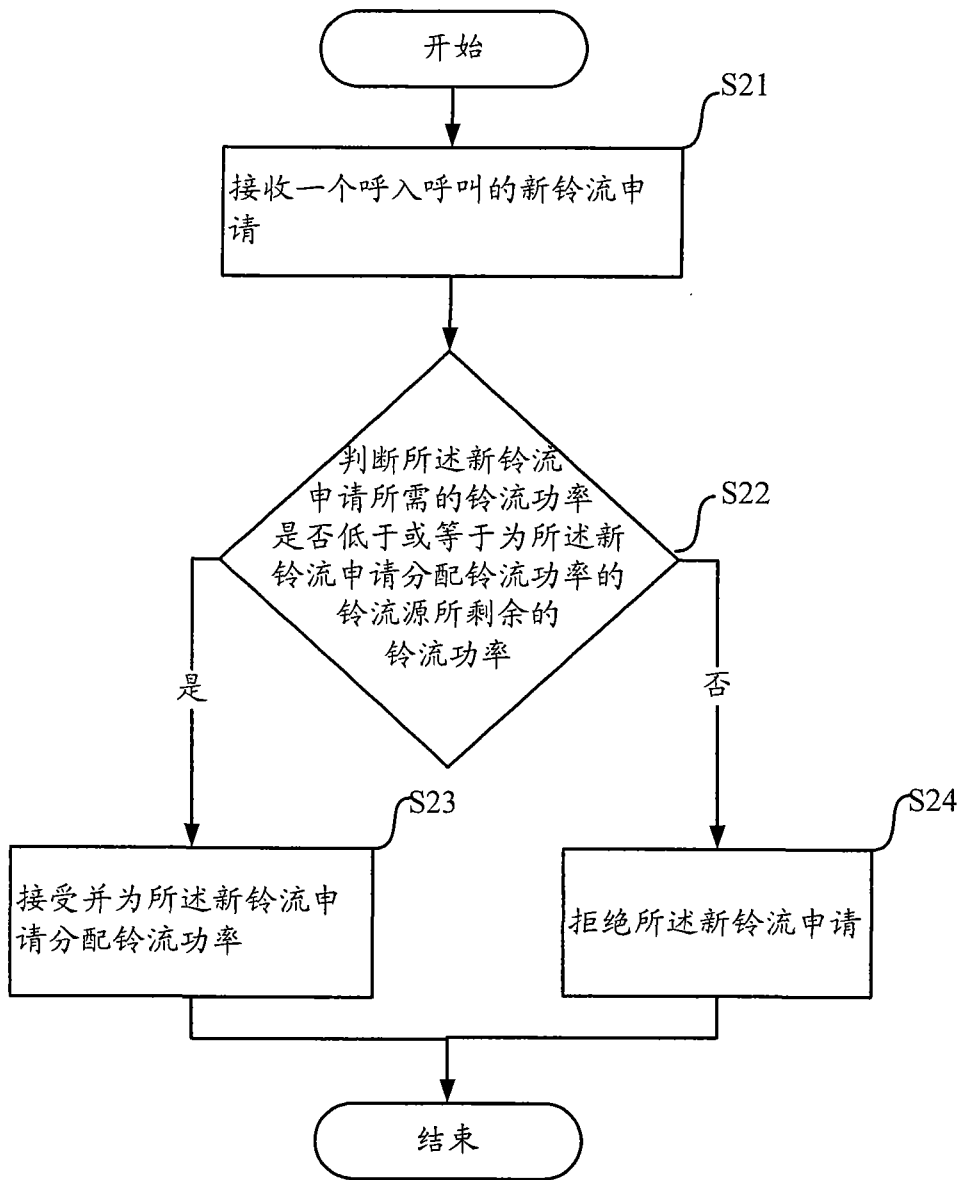 开始
S21
接收一个呼入呼叫的新铃流申
请
判断所述新铃流
申请所需的铃流功率
是否低于或等于为所述新
铃流申请分配铃流功率的
铃流源所剩余的
铃流功率
S22
是
否
S23
S24
接受并为所述新铃流申
请分配铃流功率
拒绝所述新铃流申请
结束